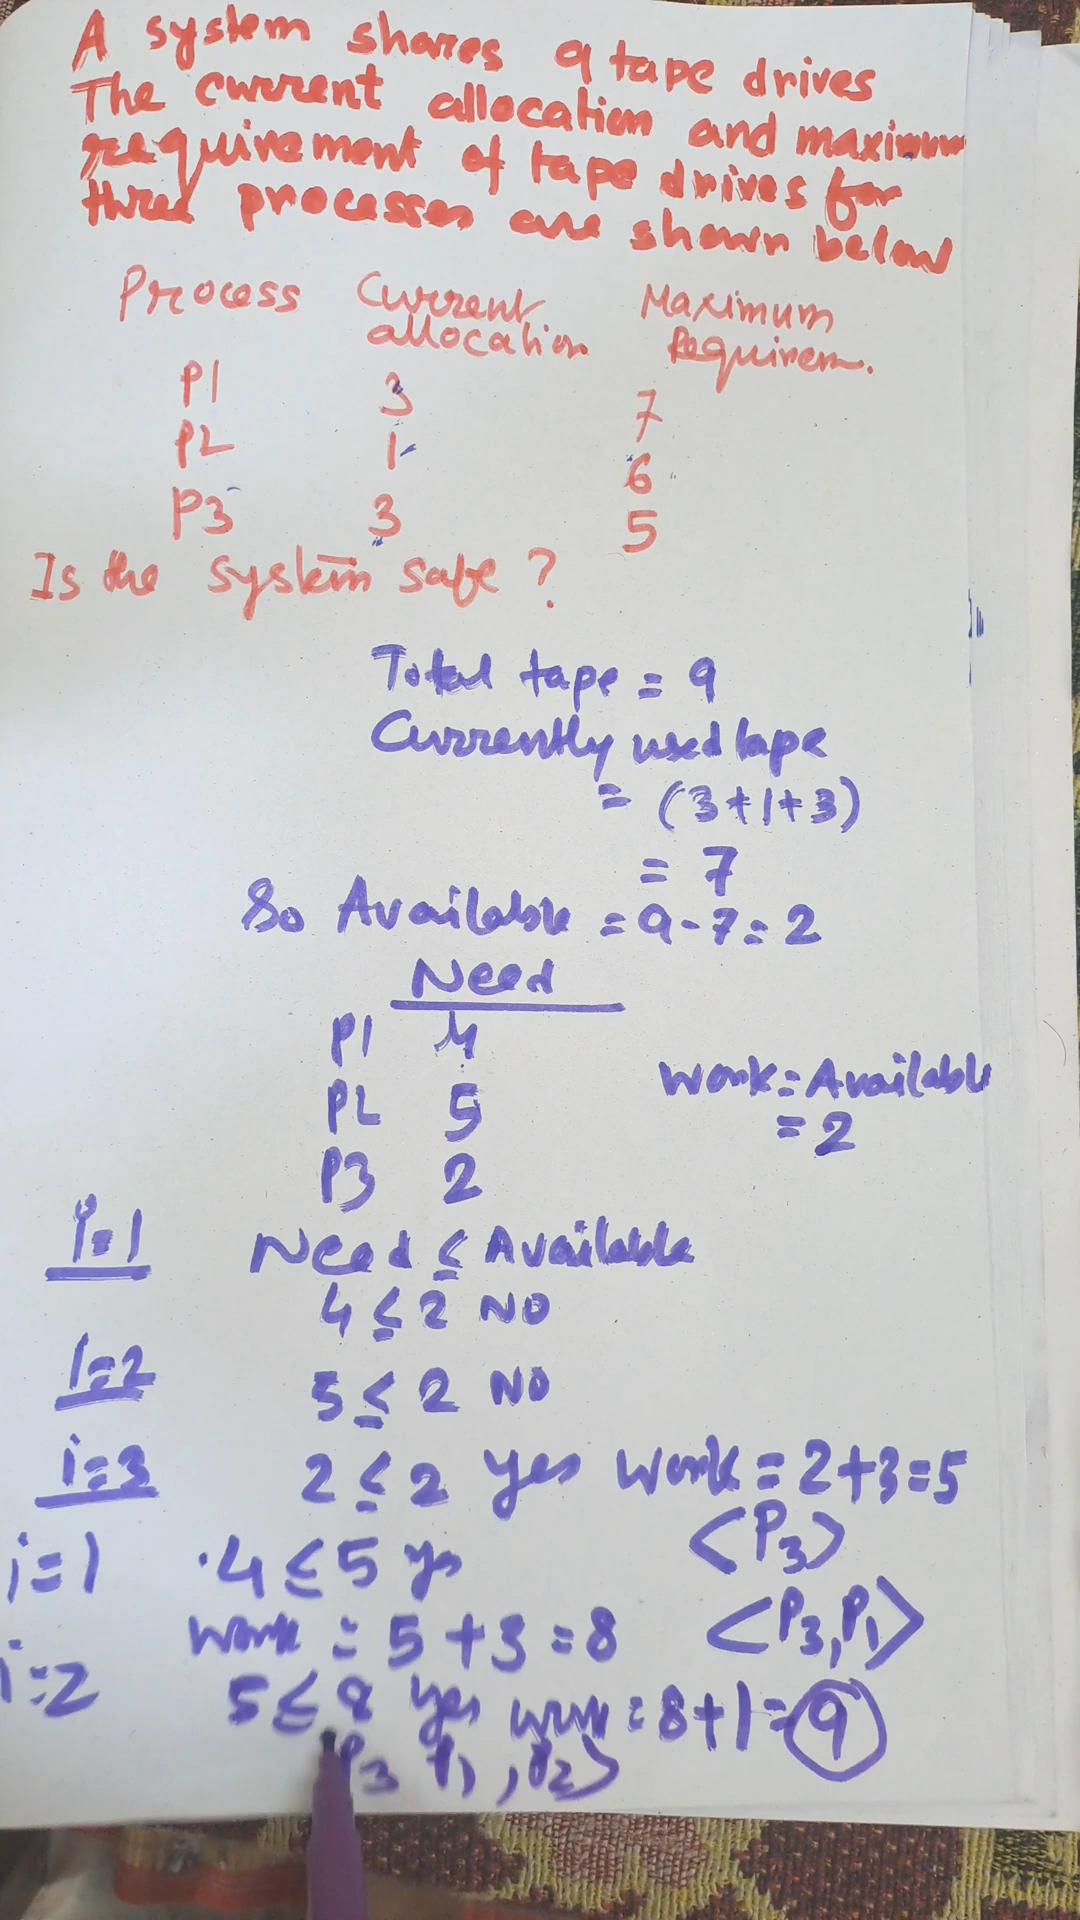 A system shares 9 tape drives
The current allocation and maximum
requirement of tape drives for
three processes are shown below
Process Current allocation Maximum Requirem.
P1 3 7
P2 1 6
P3 3 5
Is the system safe ?
Total tape = 9
Currently used tape
= (3+1+3)
= 7
So Available = 9-7=2
Need
P1 4
P2 5
P3 2
Work=Available
=2
i=1 Need ≤ Available
4 ≤ 2 NO
i=2 5 ≤ 2 NO
i=3 2 ≤ 2 Yes Work = 2+3=5
<P3>
i=1 4 ≤ 5 Yes
Work = 5+3=8 <P3,P1>
i=2 5 ≤ 8 Yes Work = 8+1=9
P3 P1, P2>